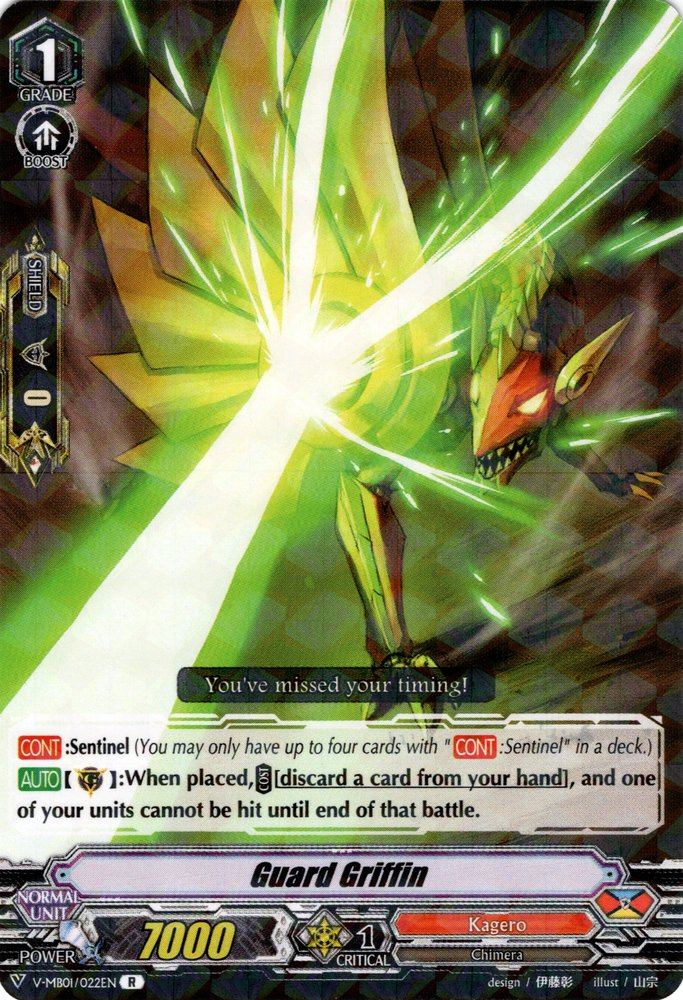 1
GRADE
BOOST
SHIELD
0
You've missed your timing!
CONT :Sentinel (You may only have up to four cards with "CONT :Sentinel" in a deck.)
AUTO【GC】:When placed, COST [discard a card from your hand], and one
of your units cannot be hit until end of that battle.
Guard Griffin
NORMAL
UNIT
POWER
7000
1
CRITICAL
Kagero
Chimera
V-MB01/022EN R
design / 伊藤彰 illust / 山宗